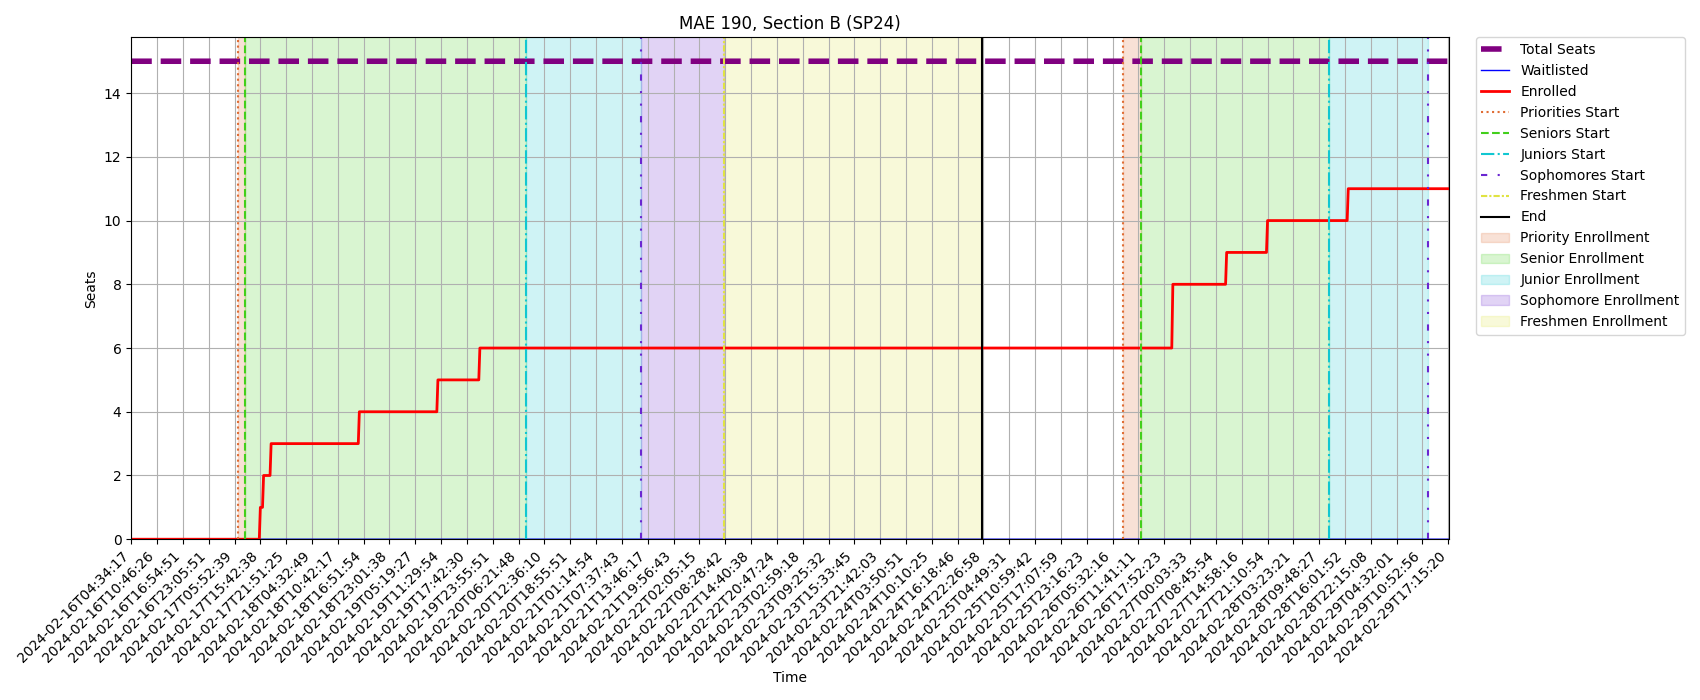 MAE 190, Section B (SP24)
Seats
14
12
10
8
6
4
2
0
2024-02-16T04:34:17
2024-02-16T10:46:26
2024-02-16T16:54:51
2024-02-16T23:05:51
2024-02-17T05:52:39
2024-02-17T15:42:38
2024-02-17T21:51:25
2024-02-18T04:32:49
2024-02-18T10:42:17
2024-02-18T16:51:54
2024-02-18T23:01:38
2024-02-19T05:19:27
2024-02-19T11:29:54
2024-02-19T17:42:30
2024-02-19T23:55:51
2024-02-20T06:21:48
2024-02-20T12:36:10
2024-02-20T18:55:51
2024-02-21T01:14:54
2024-02-21T07:37:43
2024-02-21T13:46:17
2024-02-21T19:56:43
2024-02-22T02:05:15
2024-02-22T08:28:42
2024-02-22T14:40:38
2024-02-22T20:47:24
2024-02-23T02:59:18
2024-02-23T09:25:32
2024-02-23T15:33:45
2024-02-23T21:42:03
2024-02-24T03:50:51
2024-02-24T10:10:25
2024-02-24T16:18:46
2024-02-24T22:26:58
2024-02-25T04:49:31
2024-02-25T10:59:42
2024-02-25T17:07:59
2024-02-25T23:16:23
2024-02-26T05:32:16
2024-02-26T11:41:11
2024-02-26T17:52:23
2024-02-27T00:03:33
2024-02-27T08:45:54
2024-02-27T14:58:16
2024-02-27T21:10:54
2024-02-28T03:23:21
2024-02-28T09:48:27
2024-02-28T16:01:52
2024-02-28T22:15:08
2024-02-29T04:32:01
2024-02-29T10:52:56
2024-02-29T17:15:20
Time
Total Seats
Waitlisted
Enrolled
Priorities Start
Seniors Start
Juniors Start
Sophomores Start
Freshmen Start
End
Priority Enrollment
Senior Enrollment
Junior Enrollment
Sophomore Enrollment
Freshmen Enrollment